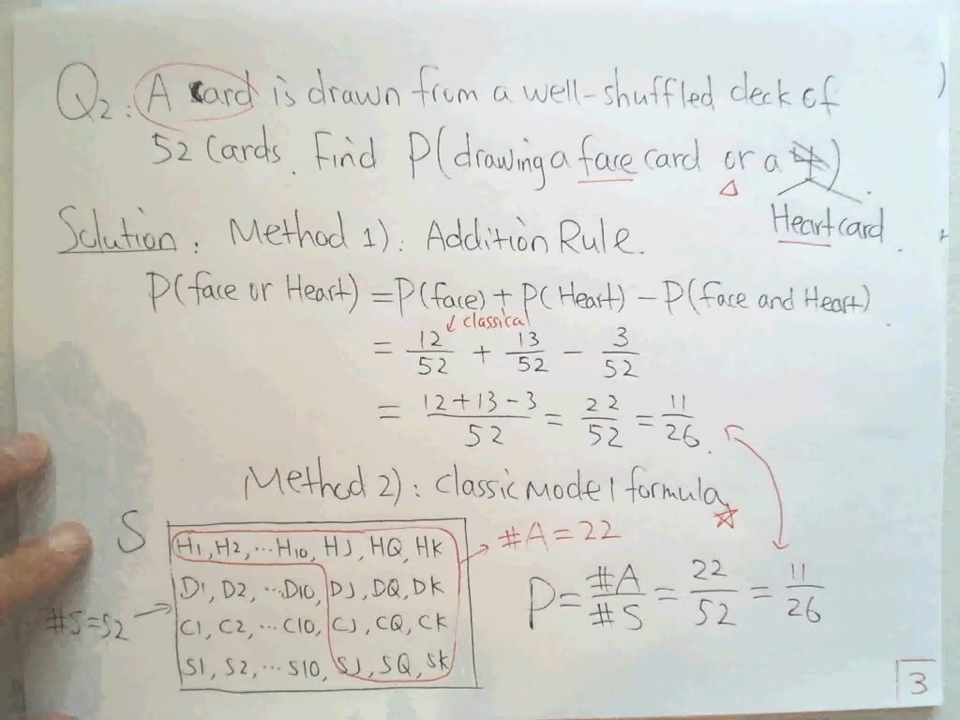 Q2: A card is drawn from a well-shuffled deck of
52 Cards. Find P(drawing a face card or a
Heart card.
Solution: Method 1): Addition Rule.
P(face or Heart) = P(face) + P(Heart) - P(face and Heart)
classical
= 12/52 + 13/52 - 3/52
= 12+13-3/52 = 22/52 = 11/26.
Method 2): Classic Model formula
S
#A=22
H1, H2, ...H10, HJ, HQ, HK
D1, D2, ...D10, DJ, DQ, DK
C1, C2, ...C10, CJ, CQ, CK
S1, S2, ...S10, SJ, SQ, SK
#S=52
P = #A/#S = 22/52 = 11/26
3